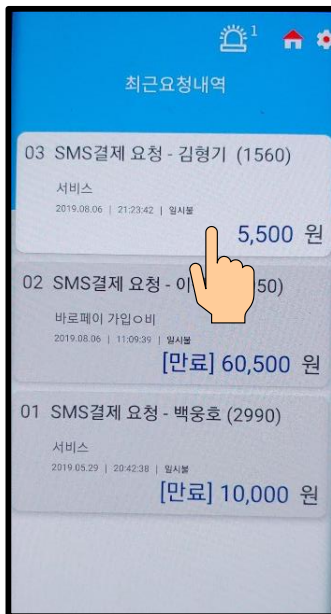 1
최근요청내역
03 SMS결제 요청 - 김형기 (1560)
서비스
2019.08.06 | 21:23:42 | 일시불
5,500 원
02 SMS결제 요청 - 이 50)
바로페이 가입ㅇ비
2019.08.06 | 11:09:39 | 일시불
[만료] 60,500 원
01 SMS결제 요청 - 백웅호 (2990)
서비스
2019.05.29 | 20:42:38 | 일시불
[만료] 10,000 원